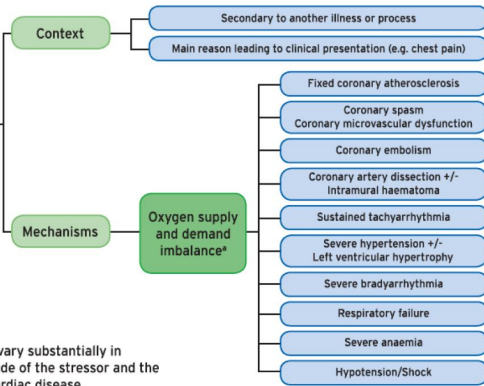 Context
Secondary to another illness or process
Main reason leading to clinical presentation (e.g. chest pain)
Mechanisms
Oxygen supply
and demand
imbalanceª
Fixed coronary atherosclerosis
Coronary spasm
Coronary microvascular dysfunction
Coronary embolism
Coronary artery dissection +/-
Intramural haematoma
Sustained tachyarrhythmia
Severe hypertension +/-
Left ventricular hypertrophy
Severe bradyarrhythmia
Respiratory failure
Severe anaemia
Hypotension/Shock
vary substantially in
de of the stressor and the
rdiac disease